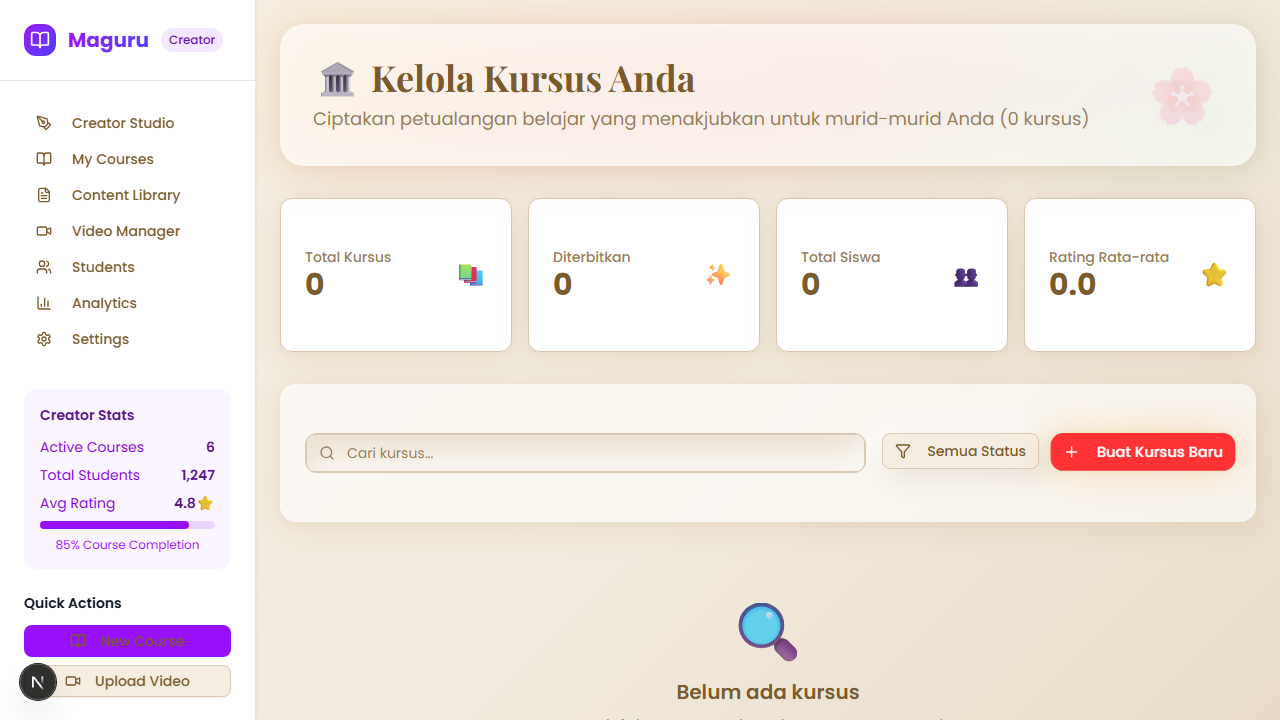 Maguru
Creator
Creator Studio
My Courses
Content Library
Video Manager
Students
Analytics
Settings
Creator Stats
Active Courses 6
Total Students 1,247
Avg Rating 4.8
85% Course Completion
Quick Actions
New Course
Upload Video
N
Kelola Kursus Anda
Ciptakan petualangan belajar yang menakjubkan untuk murid-murid Anda (0 kursus)
Total Kursus
0
Diterbitkan
0
Total Siswa
0
Rating Rata-rata
0.0
Cari kursus...
Semua Status
Buat Kursus Baru
Belum ada kursus